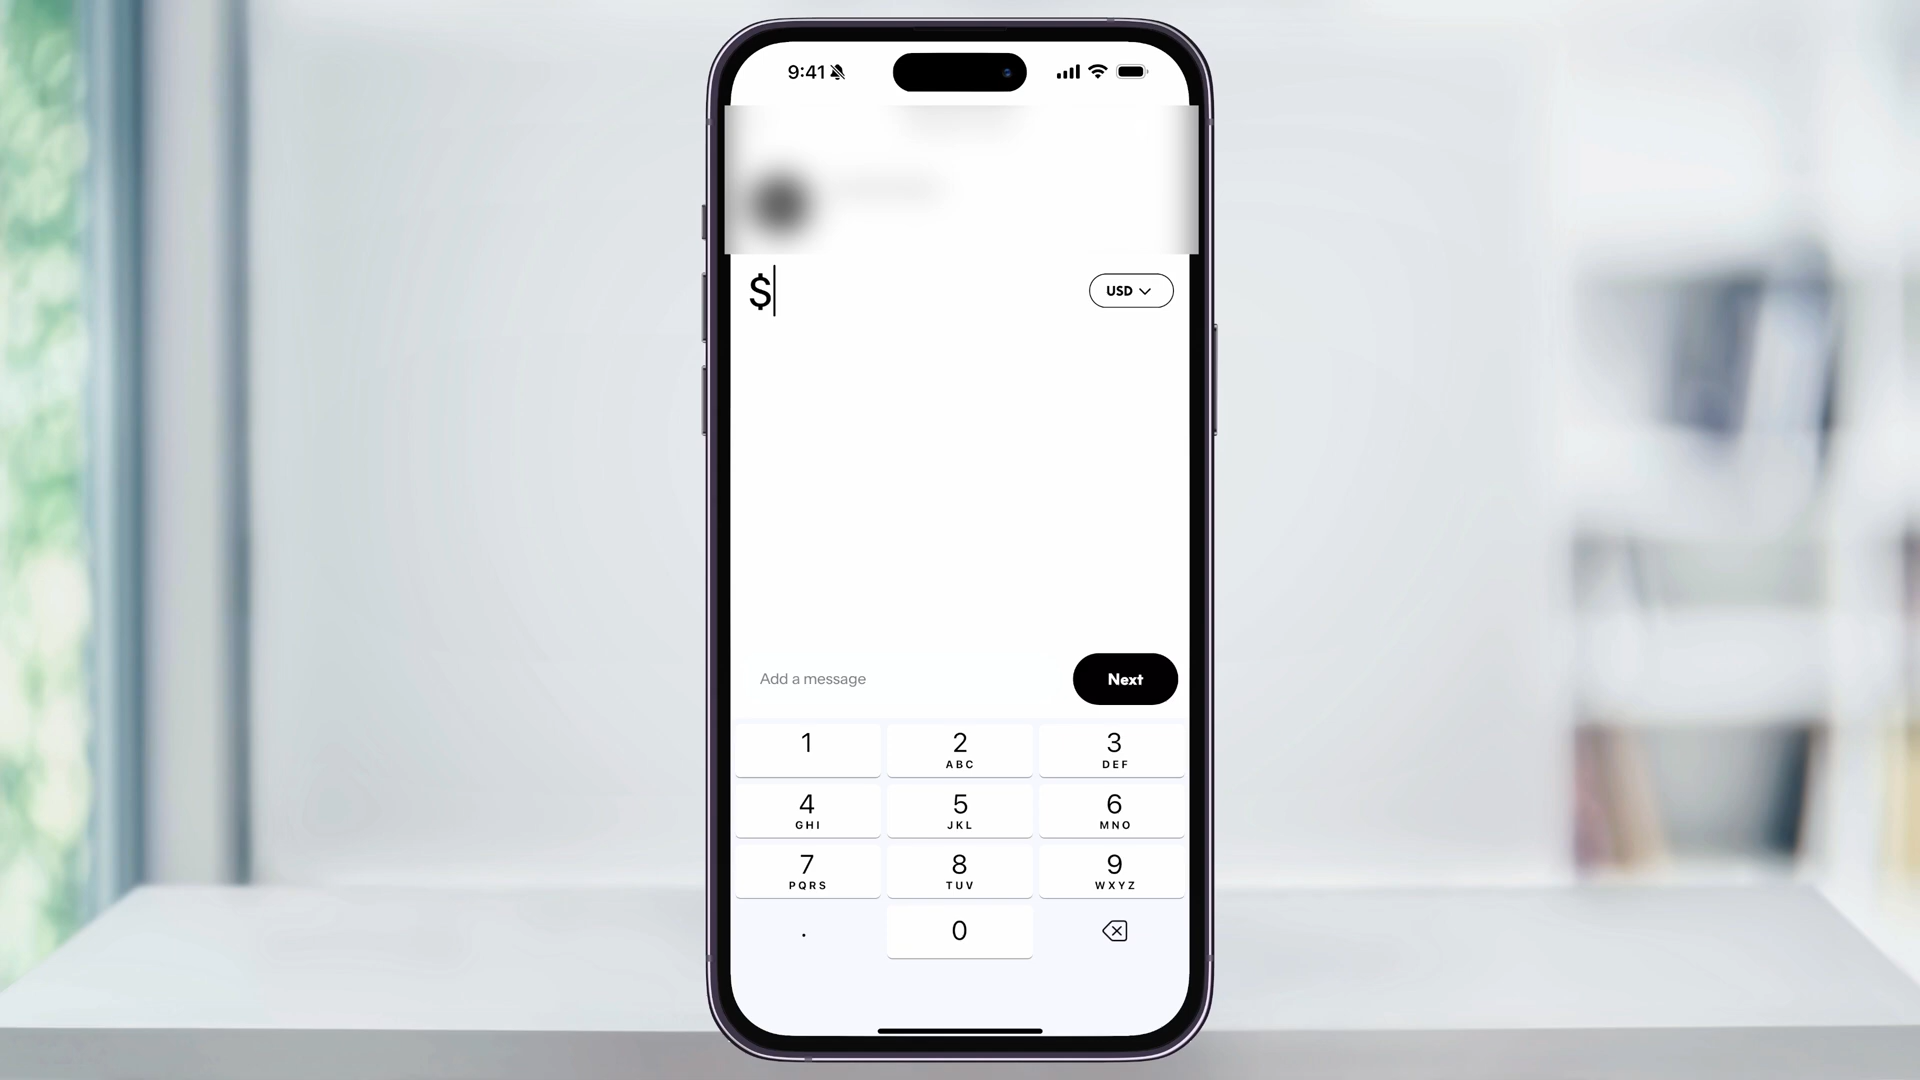 9:41
$
USD
Add a message
Next
1
2
ABC
3
DEF
4
GHI
5
JKL
6
MNO
7
PQRS
8
TUV
9
WXYZ
.
0